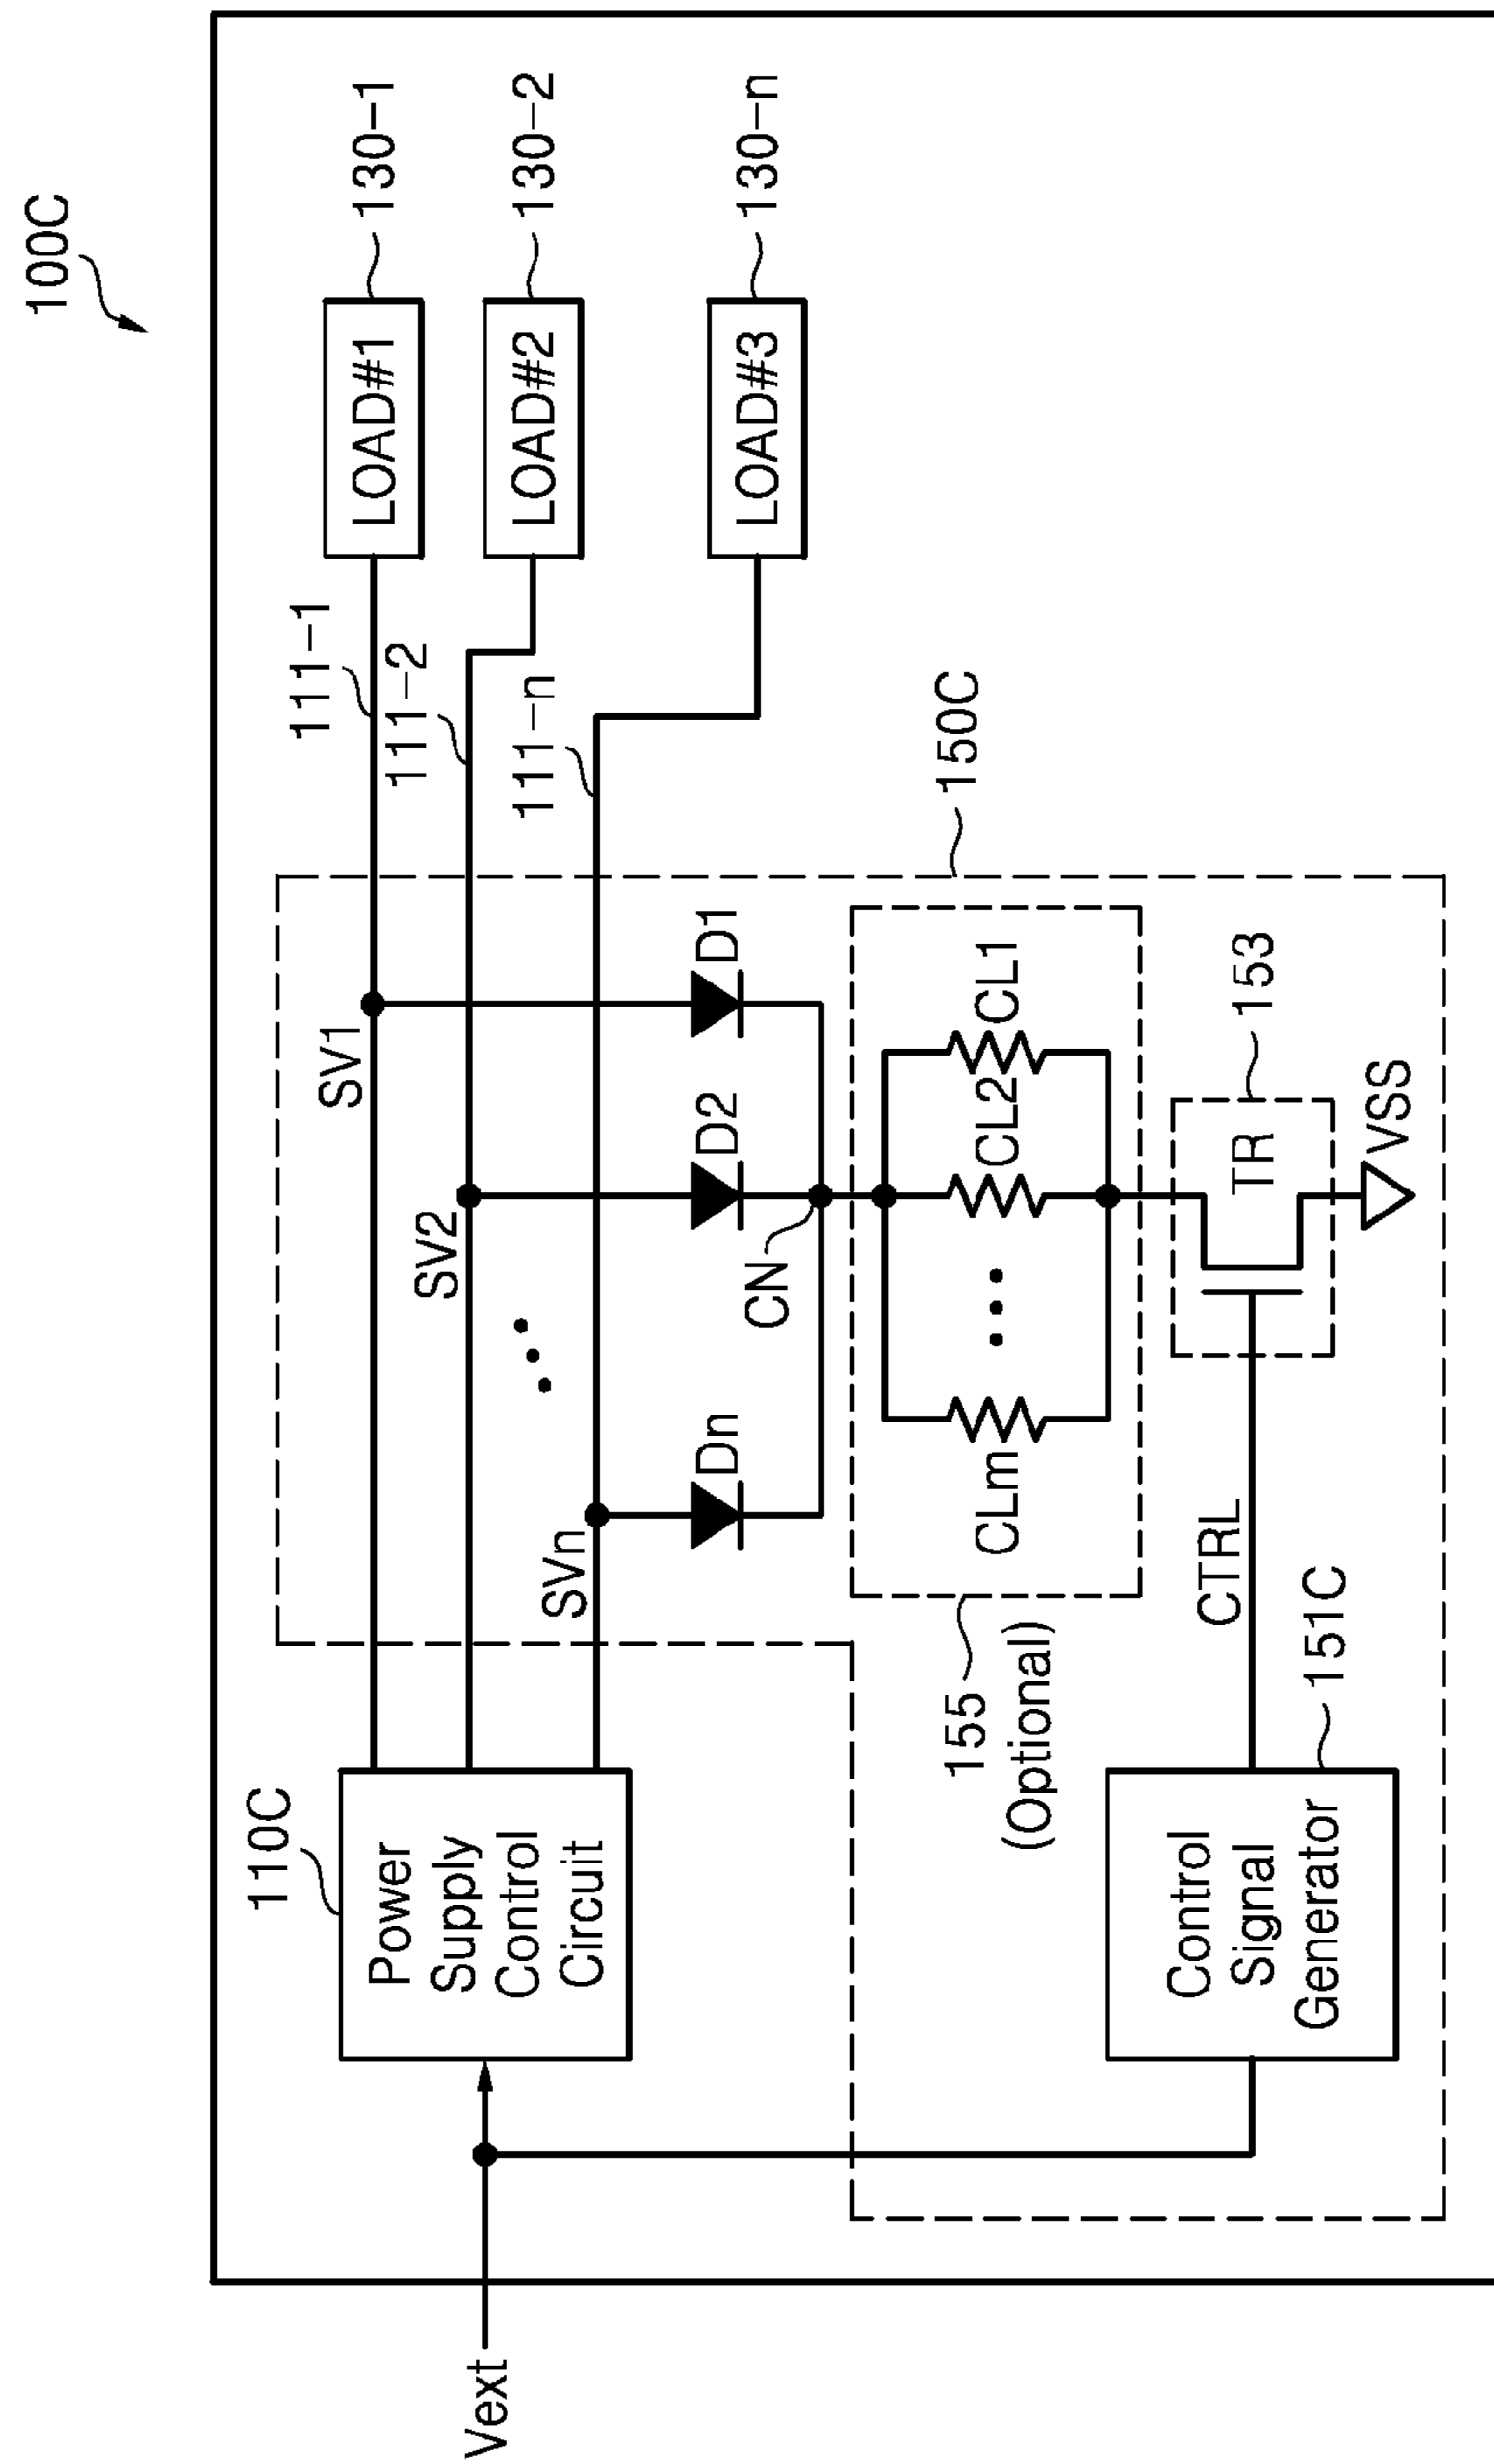 100C
110C
Power
Supply
Control
Circuit
Vext
SV1
SV2
SVn
111-1
111-2
111-n
LOAD#1
130-1
LOAD#2
130-2
LOAD#3
130-n
Dn
D2
D1
CN
150C
155
(Optional)
CLm
CL2
CL1
TR
153
VSS
CTRL
151C
Control
Signal
Generator